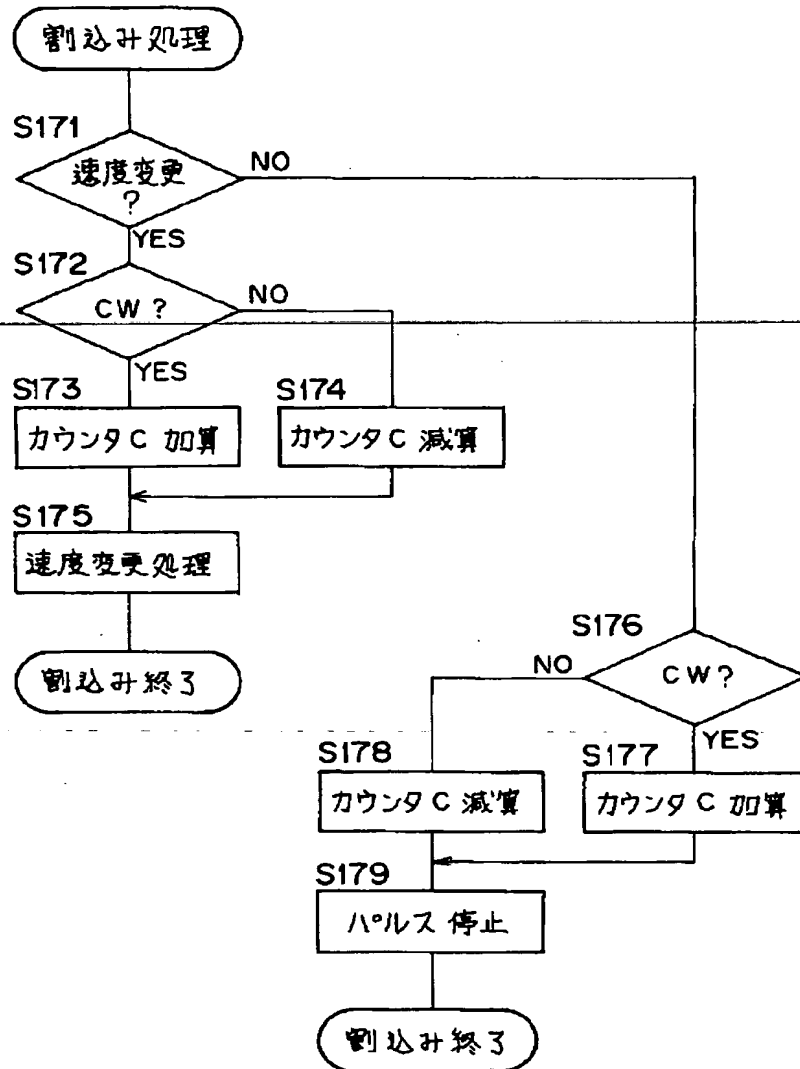 割込み処理
S171
速度変更
?
NO
YES
S172
CW?
NO
YES
S173
カウンタC 加算
S174
カウンタC 減算
S175
速度変更処理
割込み終了
S176
CW?
NO
YES
S178
カウンタC 減算
S177
カウンタC 加算
S179
パルス 停止
割込み終了